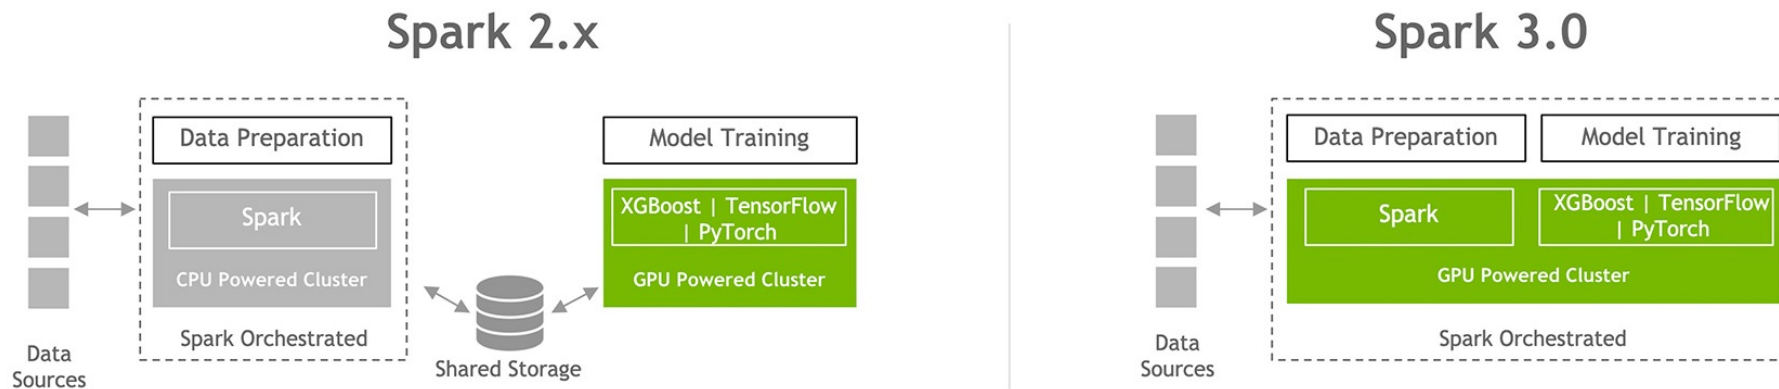 Spark 2.x
Data Preparation
Spark
CPU Powered Cluster
Spark Orchestrated
Data
Sources
Shared Storage
Model Training
XGBoost | TensorFlow
| PyTorch
GPU Powered Cluster
Spark 3.0
Data Preparation
Model Training
Spark
XGBoost | TensorFlow
| PyTorch
GPU Powered Cluster
Spark Orchestrated
Data
Sources